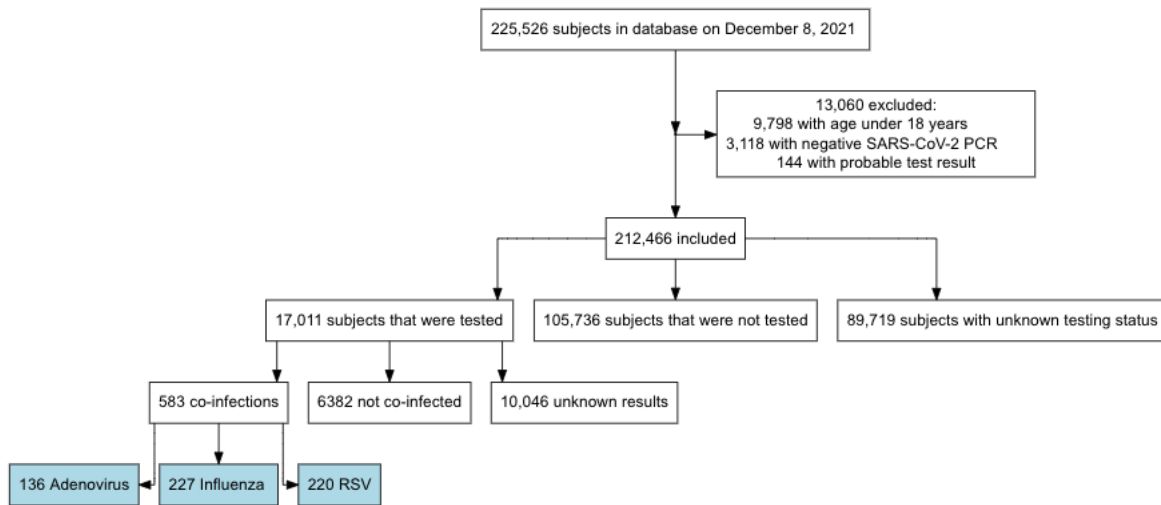 225,526 subjects in database on December 8, 2021
13,060 excluded:
9,798 with age under 18 years
3,118 with negative SARS-CoV-2 PCR
144 with probable test result
212,466 included
17,011 subjects that were tested
105,736 subjects that were not tested
89,719 subjects with unknown testing status
583 co-infections
6382 not co-infected
10,046 unknown results
136 Adenovirus
227 Influenza
220 RSV